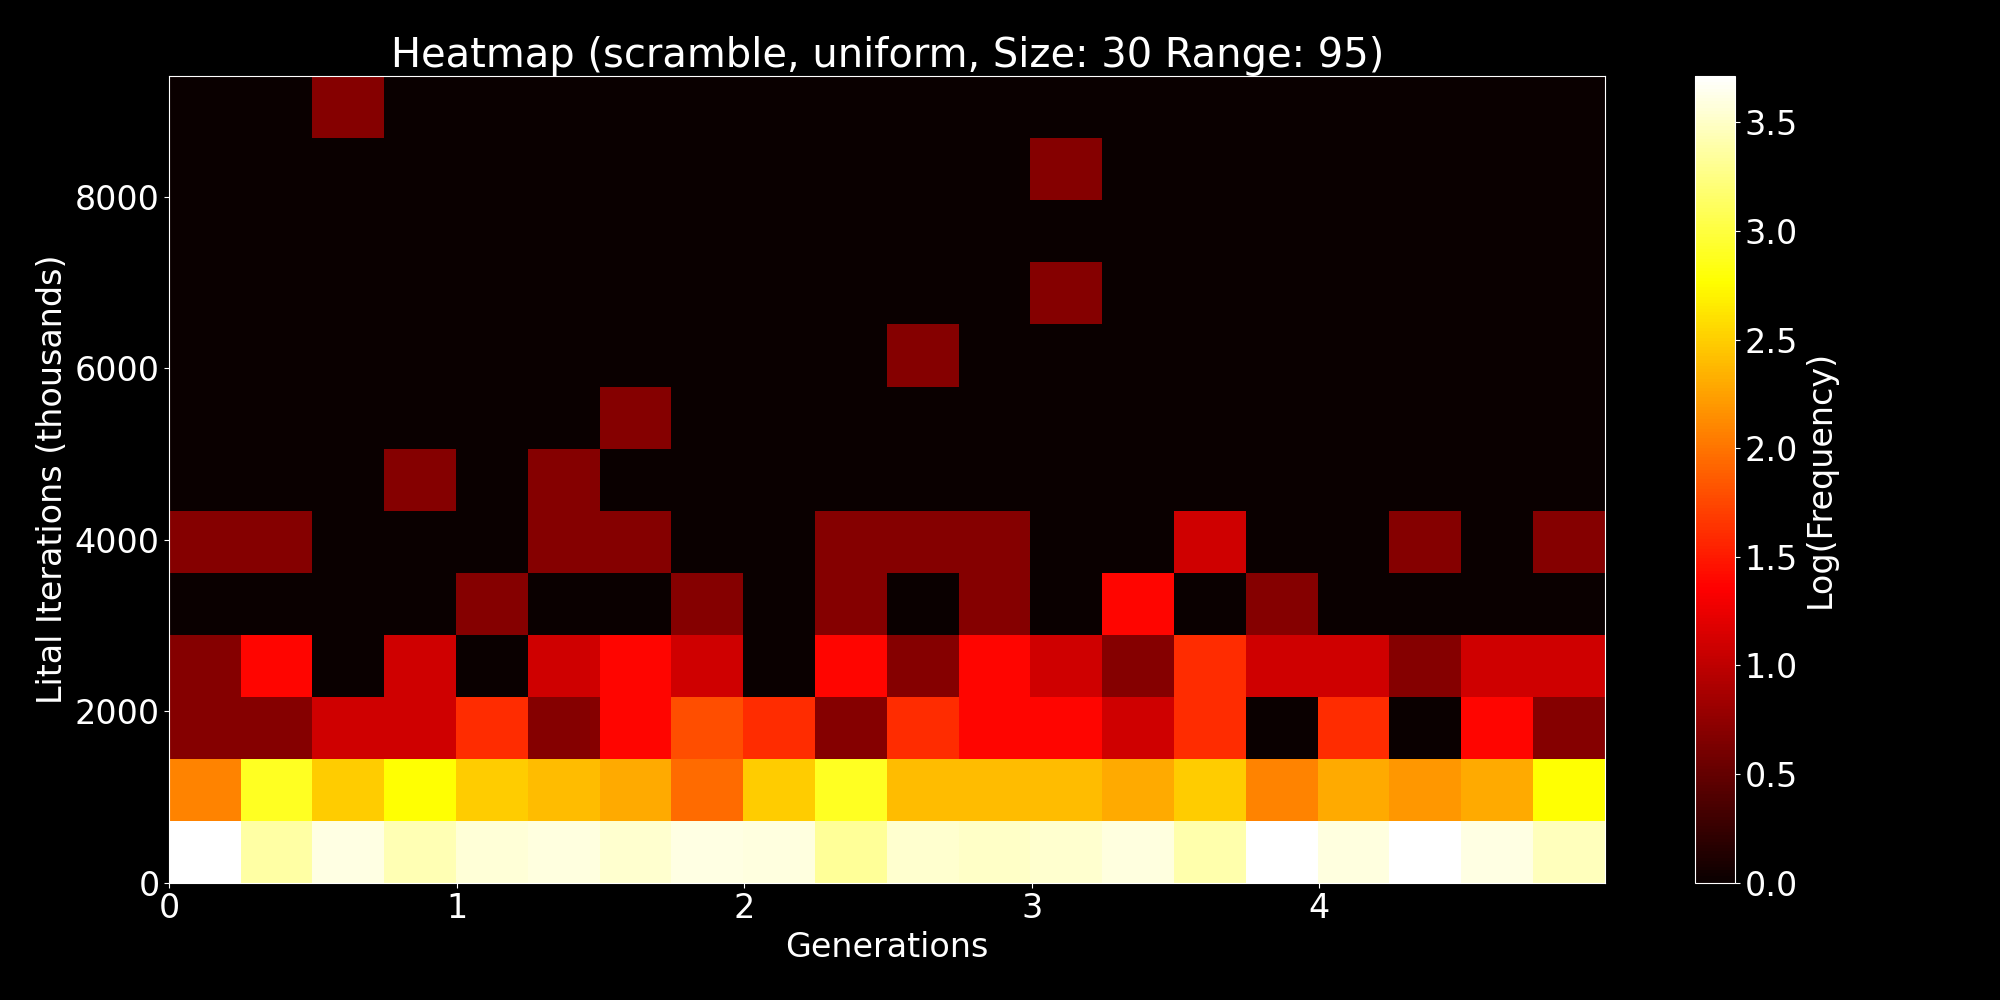 Heatmap (scramble, uniform, Size: 30 Range: 95)
Lital Iterations (thousands)
8000
6000
4000
2000
0
0 1 2 3 4
Generations
3.5
3.0
2.5
2.0
1.5
1.0
0.5
0.0
Log(Frequency)